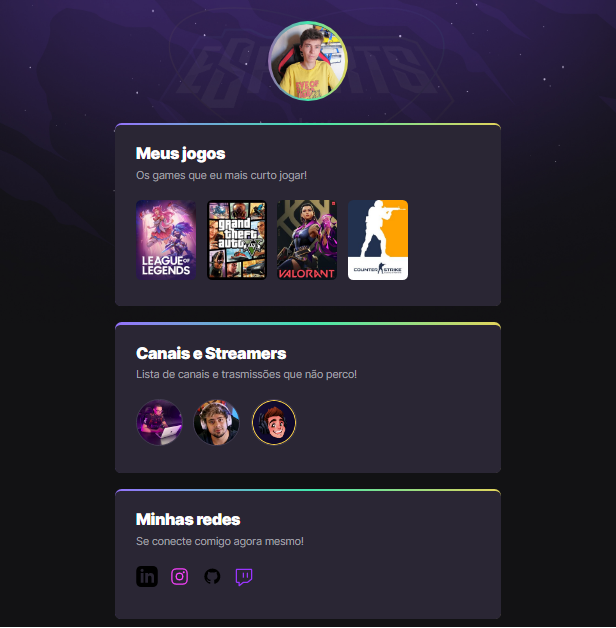 ESPORTS
Meus jogos
Os games que eu mais curto jogar!
LEAGUE OF
LEGENDS
grand
theft
auto
V
VALORANT
COUNTER STRIKE
Canais e Streamers
Lista de canais e trasmissões que não perco!
Minhas redes
Se conecte comigo agora mesmo!
in